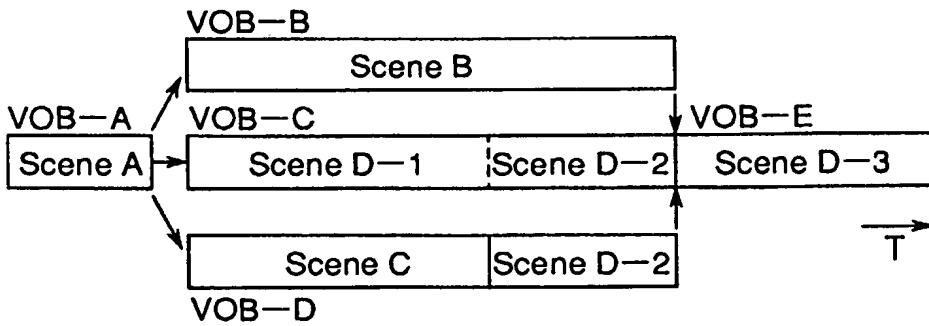 VOB—B
Scene B
VOB—A
VOB—C
VOB—E
Scene A
Scene D—1
Scene D—2
Scene D—3
Scene C
Scene D—2
T
VOB—D